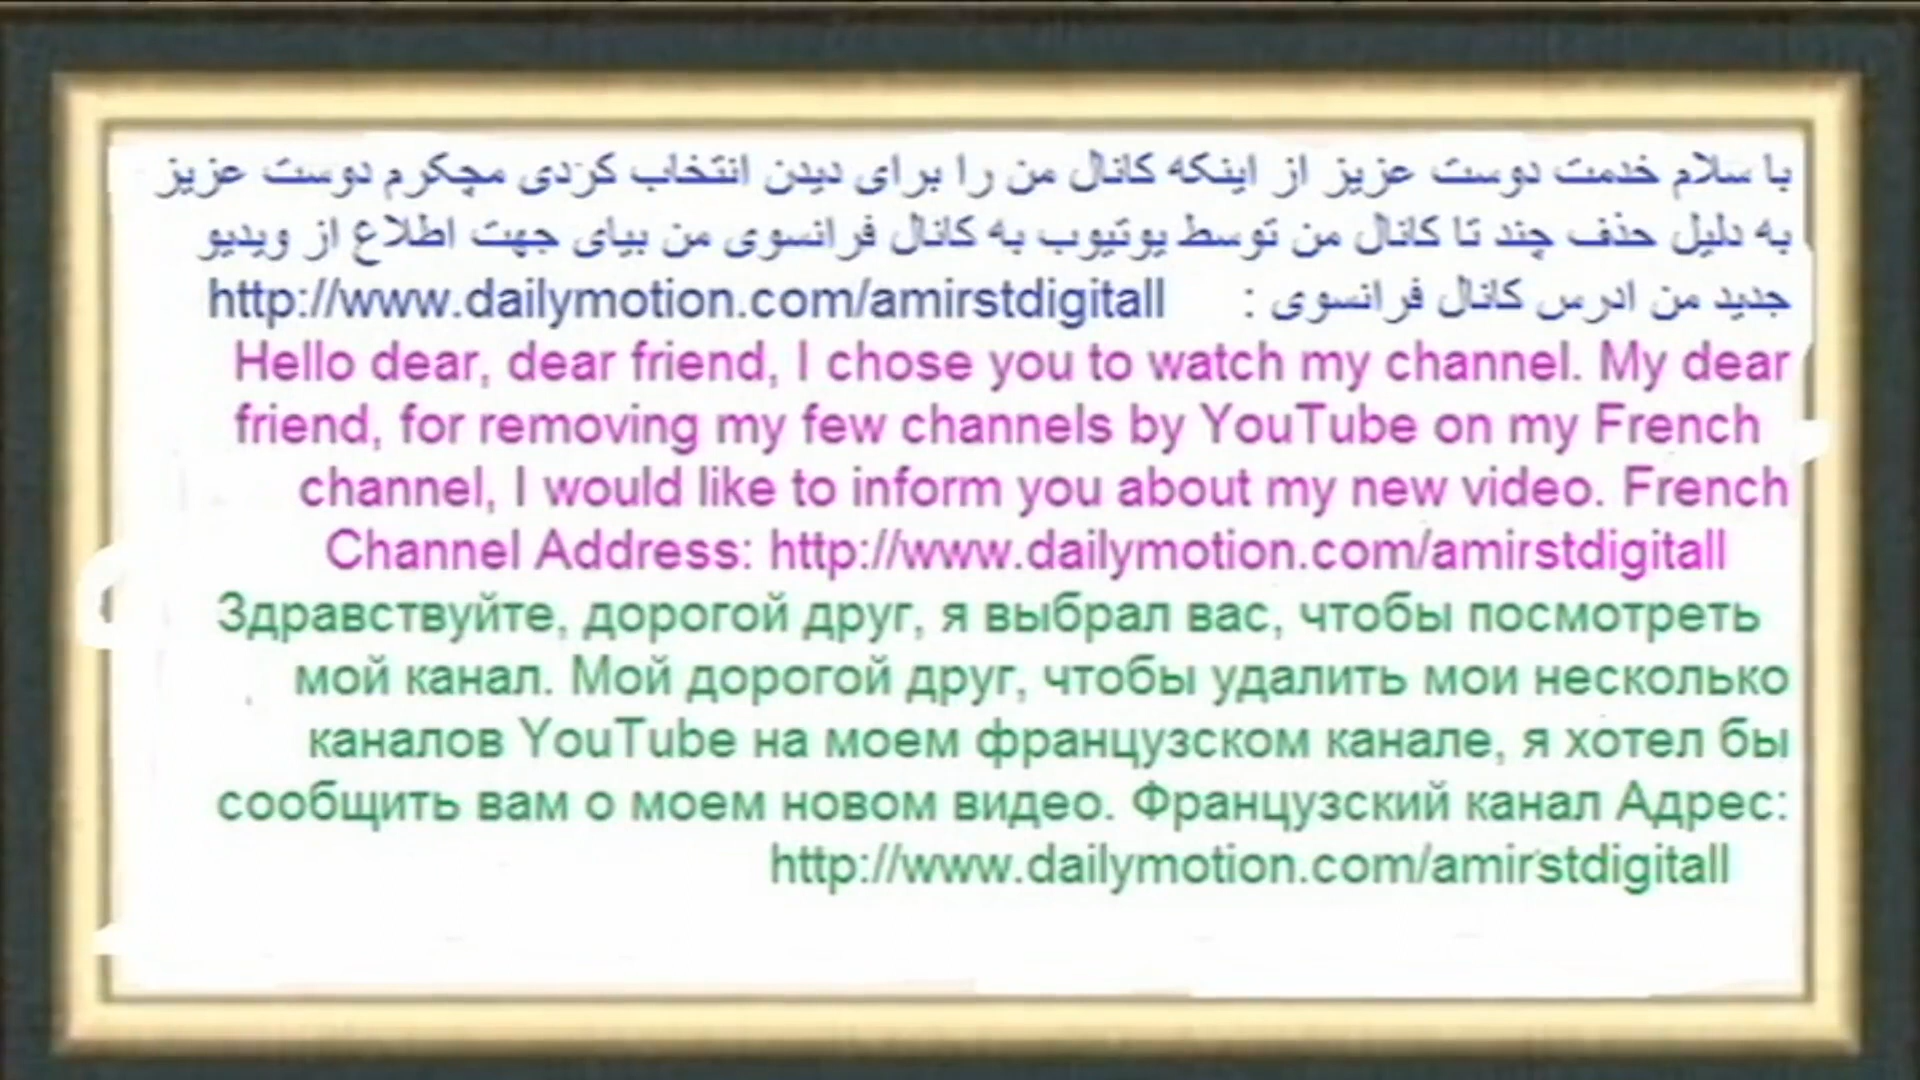 با سلام خدمت دوست عزیز از اینکه کانال من را برای دیدن انتخاب کردی مچکرم دوست عزیز
به دلیل حذف چند تا کانال من توسط یوتیوب به کانال فرانسوی من بیای جهت اطلاع از ویدیو
جدید من ادرس کانال فرانسوی : http://www.dailymotion.com/amirstdigitall
Hello dear, dear friend, I chose you to watch my channel. My dear
friend, for removing my few channels by YouTube on my French
channel, I would like to inform you about my new video. French
Channel Address: http://www.dailymotion.com/amirstdigitall
Здравствуйте, дорогой друг, я выбрал вас, чтобы посмотреть
мой канал. Мой дорогой друг, чтобы удалить мои несколько
каналов YouTube на моем французском канале, я хотел бы
сообщить вам о моем новом видео. Французский канал Адрес:
http://www.dailymotion.com/amirstdigitall